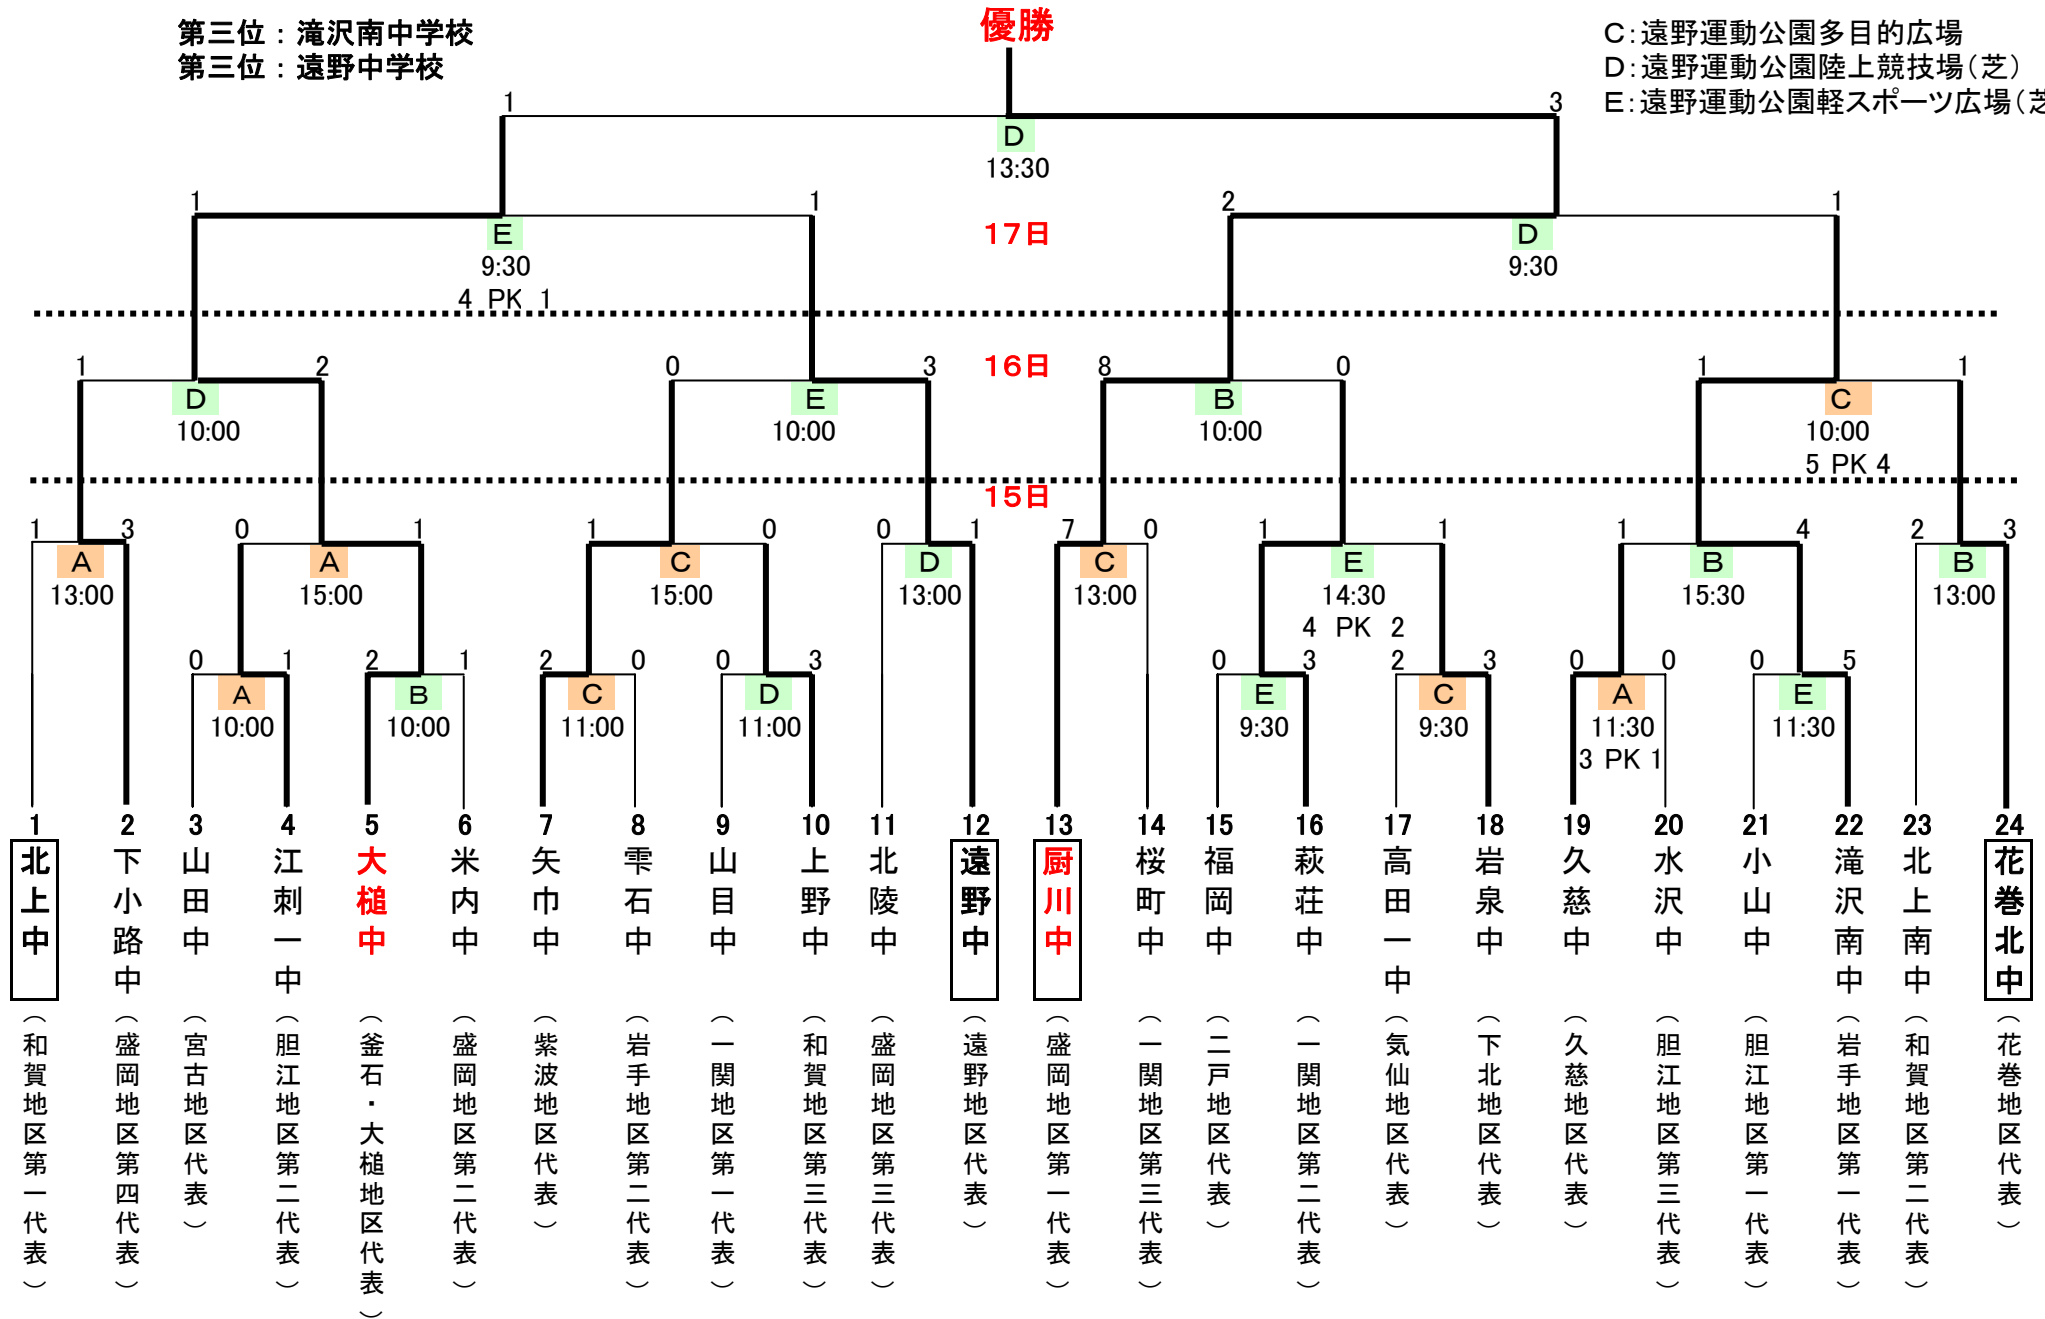 優勝
第三位：滝沢南中学校
第三位：遠野中学校
C：遠野運動公園多目的広場
D：遠野運動公園陸上競技場（芝）
E：遠野運動公園軽スポーツ広場（芝
1 3
D
13:30
1 1 2 1
E 17日 D
9:30 9:30
4 PK 1
1 2 0 3 16日 8 0 1 1
D E B C
10:00 10:00 10:00 10:00
5 PK 4
15日
1 3 0 1 1 0 0 1 7 0 1 1 1 4 2 3
A A C D C E B B
13:00 15:00 15:00 13:00 13:00 14:30 15:30 13:00
4 PK 2
0 1 2 1 2 0 0 3 0 3 2 3 0 0 0 5
A B C D E C A E
10:00 10:00 11:00 11:00 9:30 9:30 11:30 11:30
3 PK 1
1 北上中（和賀地区第一代表）
2 下小路中（盛岡地区第四代表）
3 山田中（宮古地区代表）
4 江刺一中（胆江地区第二代表）
5 大槌中（釜石・大槌地区代表）
6 米内中（盛岡地区第二代表）
7 矢巾中（紫波地区代表）
8 雫石中（岩手地区第二代表）
9 山目中（一関地区第一代表）
10 上野中（和賀地区第三代表）
11 北陵中（盛岡地区第三代表）
12 遠野中（遠野地区代表）
13 厨川中（盛岡地区第一代表）
14 桜町中（一関地区第三代表）
15 福岡中（二戸地区代表）
16 萩荘中（一関地区第二代表）
17 高田一中（気仙地区代表）
18 岩泉中（下北地区代表）
19 久慈中（久慈地区代表）
20 水沢中（胆江地区第三代表）
21 小山中（胆江地区第一代表）
22 滝沢南中（岩手地区第一代表）
23 北上南中（和賀地区第二代表）
24 花巻北中（花巻地区代表）